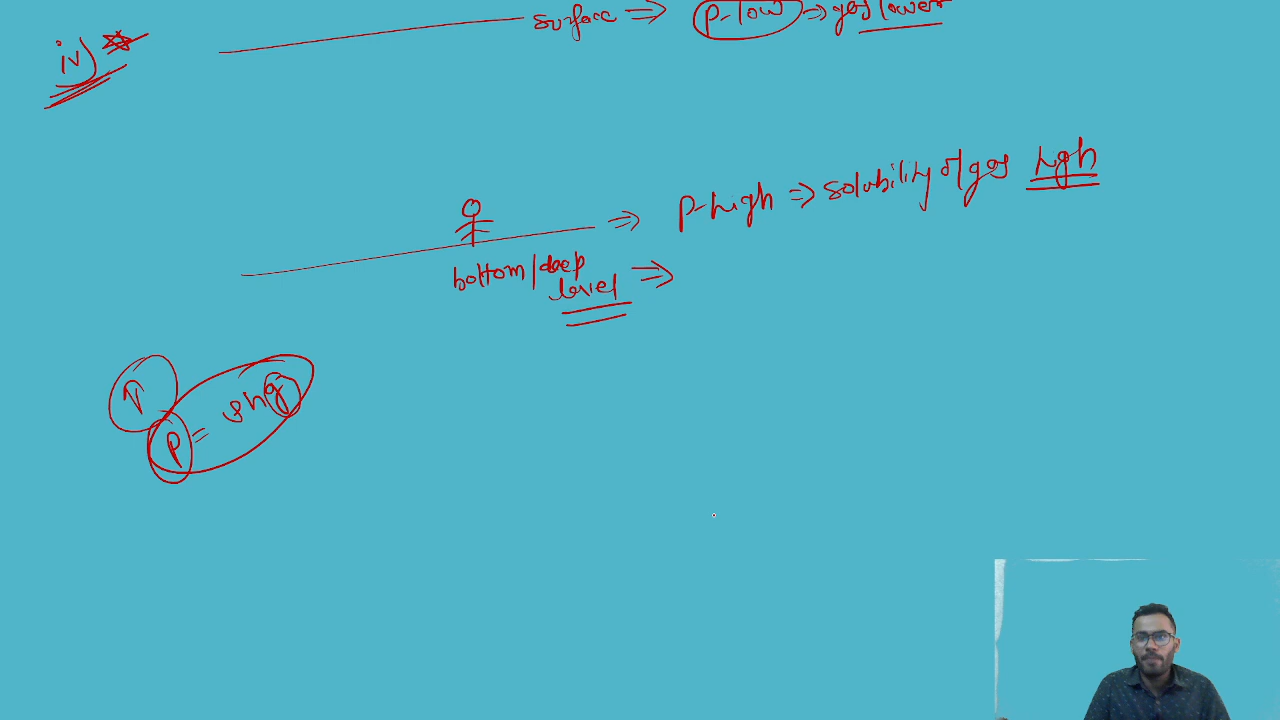 surface ⇒ P-low ⇒ gas lower
iv)
P-high ⇒ solubility of gas high
bottom/deep
level ⇒
P = ρhg